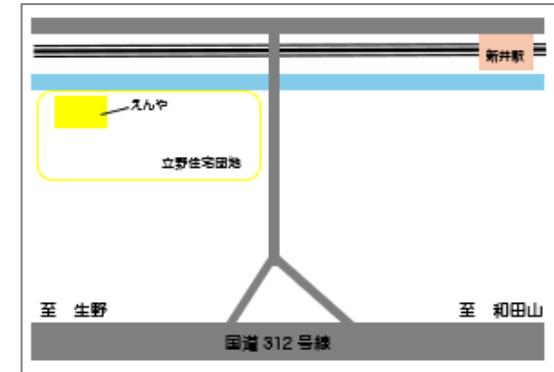 新井駅
えんや
立野住宅団地
至 生野
至 和田山
国道 312 号線